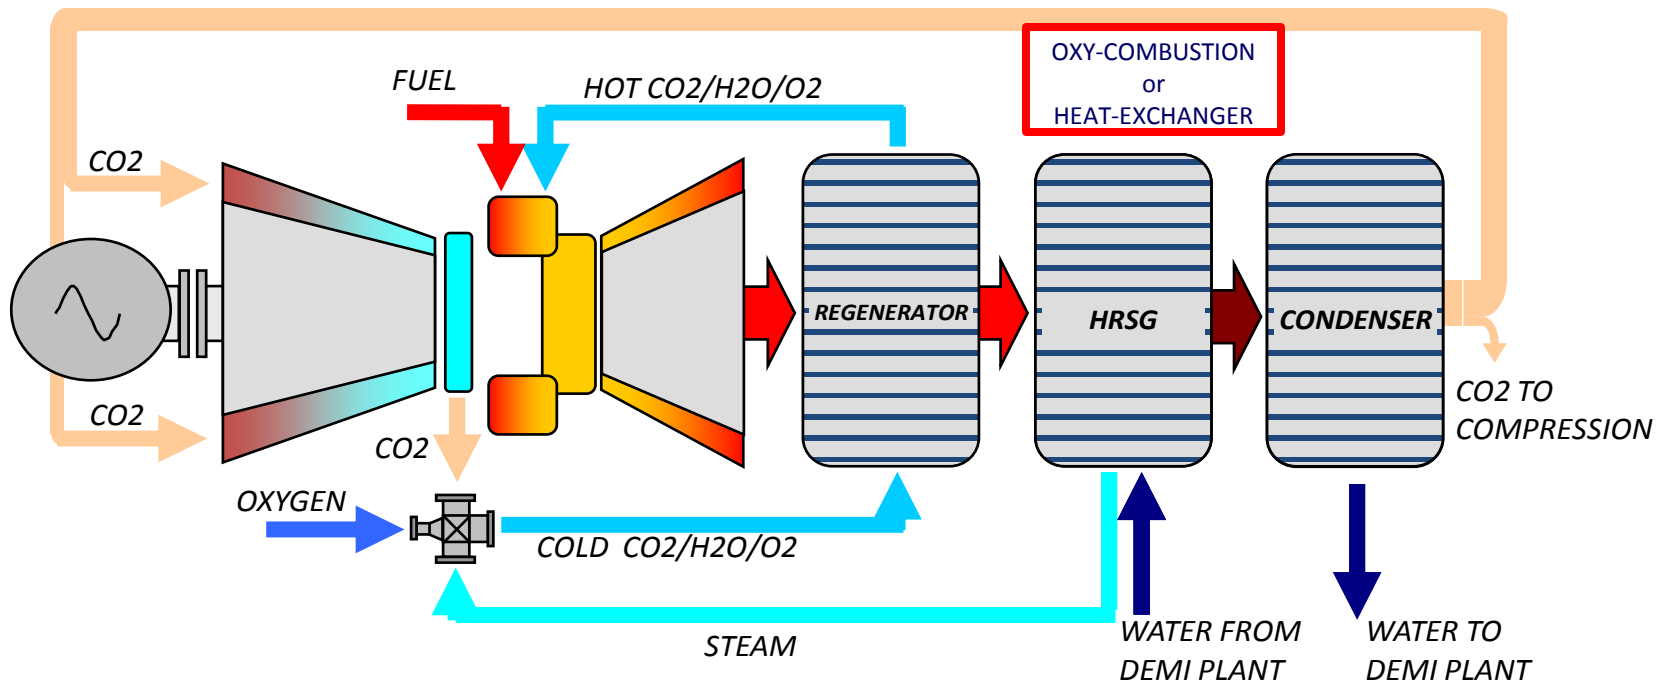 OXY-COMBUSTION
or
HEAT-EXCHANGER
FUEL
HOT CO2/H2O/O2
CO2
REGENERATOR
HRSG
CONDENSER
CO2
CO2
CO2 TO
COMPRESSION
OXYGEN
COLD CO2/H2O/O2
STEAM
WATER FROM
DEMI PLANT
WATER TO
DEMI PLANT